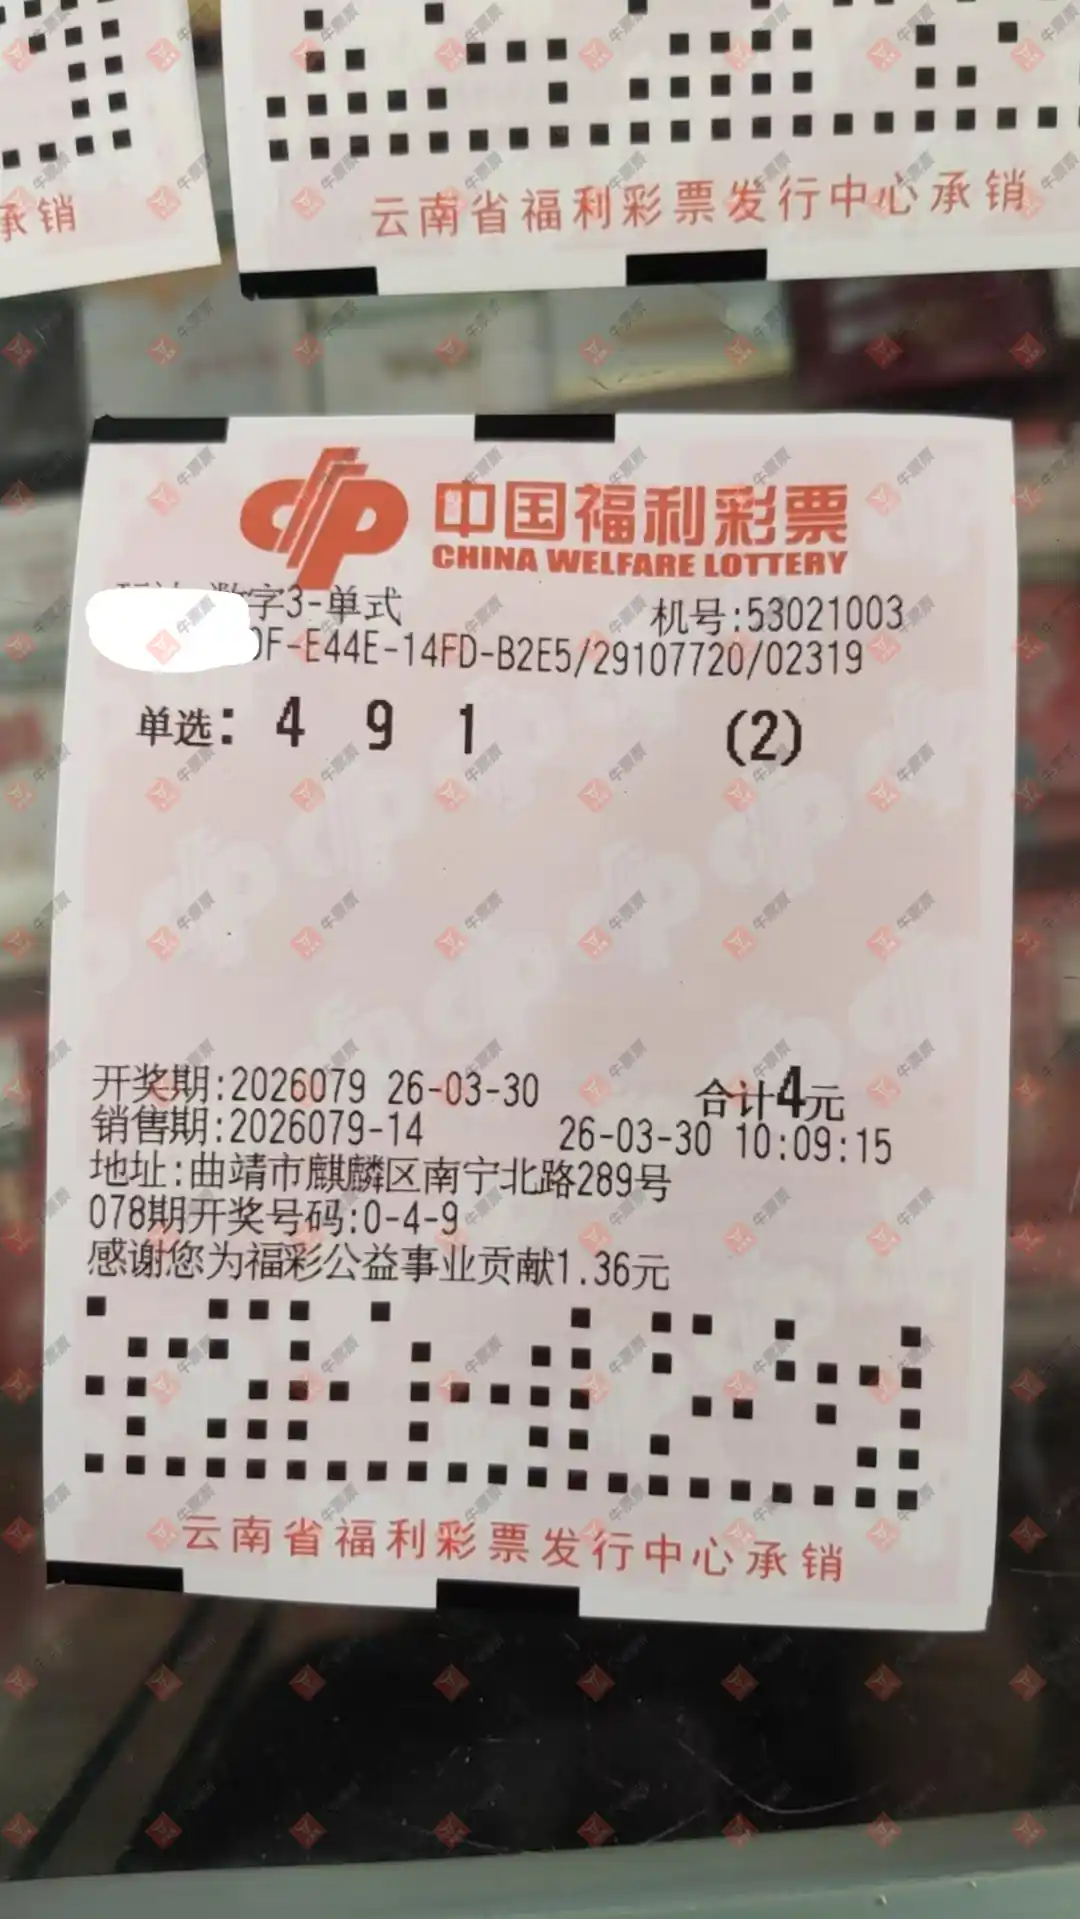 承销
云南省福利彩票发行中心承销
中国福利彩票
CHINA WELFARE LOTTERY
数字3-单式 机号:53021003
0F-E44E-14FD-B2E5/29107720/02319
单选: 4 9 1 (2)
开奖期:2026079 26-03-30 合计4元
销售期:2026079-14 26-03-30 10:09:15
地址:曲靖市麒麟区南宁北路289号
078期开奖号码:0-4-9
感谢您为福彩公益事业贡献1.36元
云南省福利彩票发行中心承销
牛票票